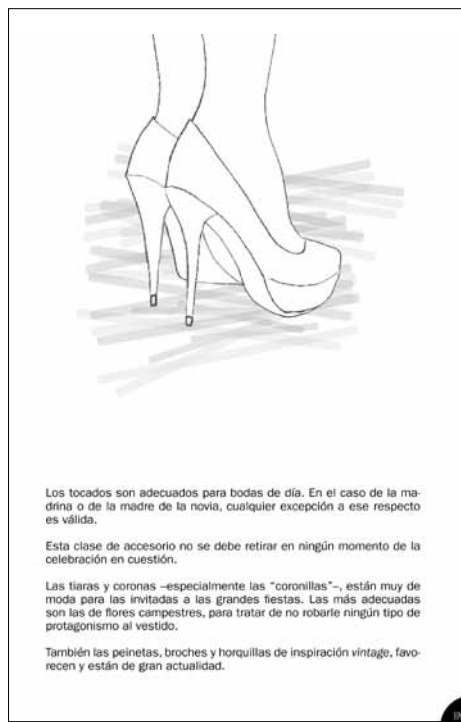 Los tocados son adecuados para bodas de día. En el caso de la ma-
drina o de la madre de la novia, cualquier excepción a ese respecto
es válida.
Esta clase de accesorio no se debe retirar en ningún momento de la
celebración en cuestión.
Las tiaras y coronas –especialmente las “coronillas”–, están muy de
moda para las invitadas a las grandes fiestas. Las más adecuadas
son las de flores campestres, para tratar de no robarle ningún tipo de
protagonismo al vestido.
También las peinetas, broches y horquillas de inspiración vintage, favo-
recen y están de gran actualidad.